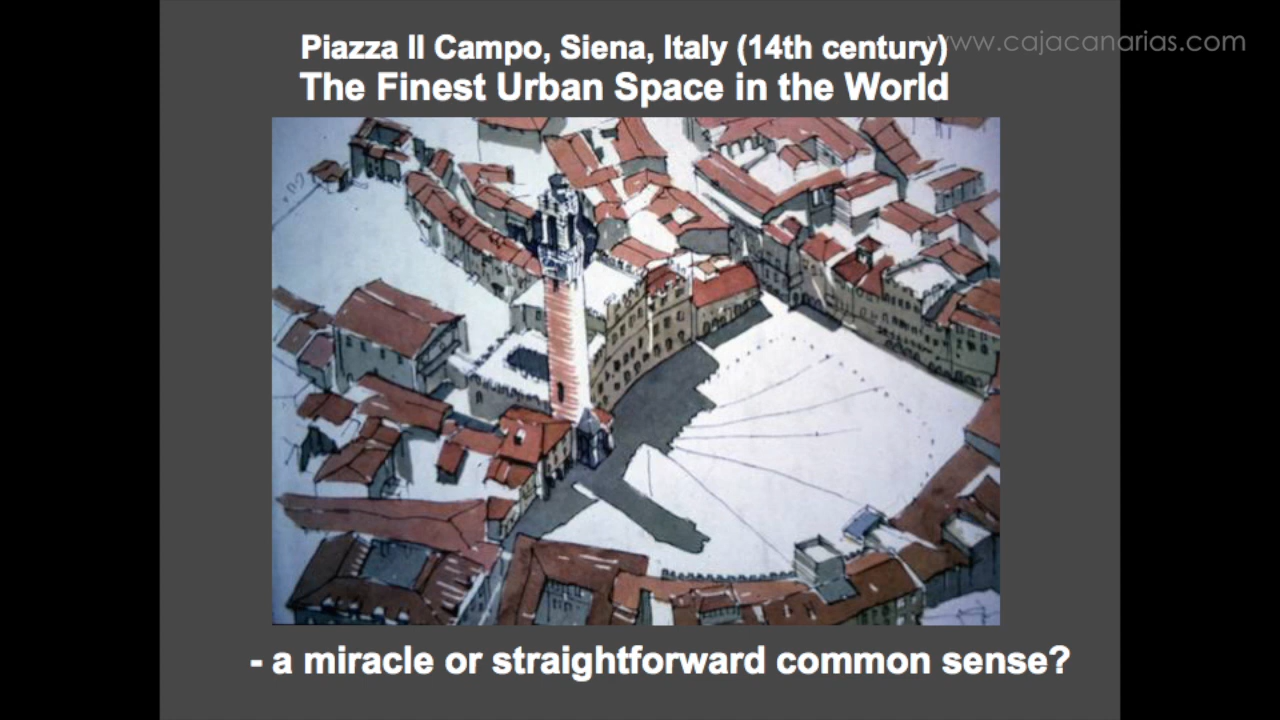 www.cajacanarias.com
Piazza Il Campo, Siena, Italy (14th century)
The Finest Urban Space in the World
- a miracle or straightforward common sense?